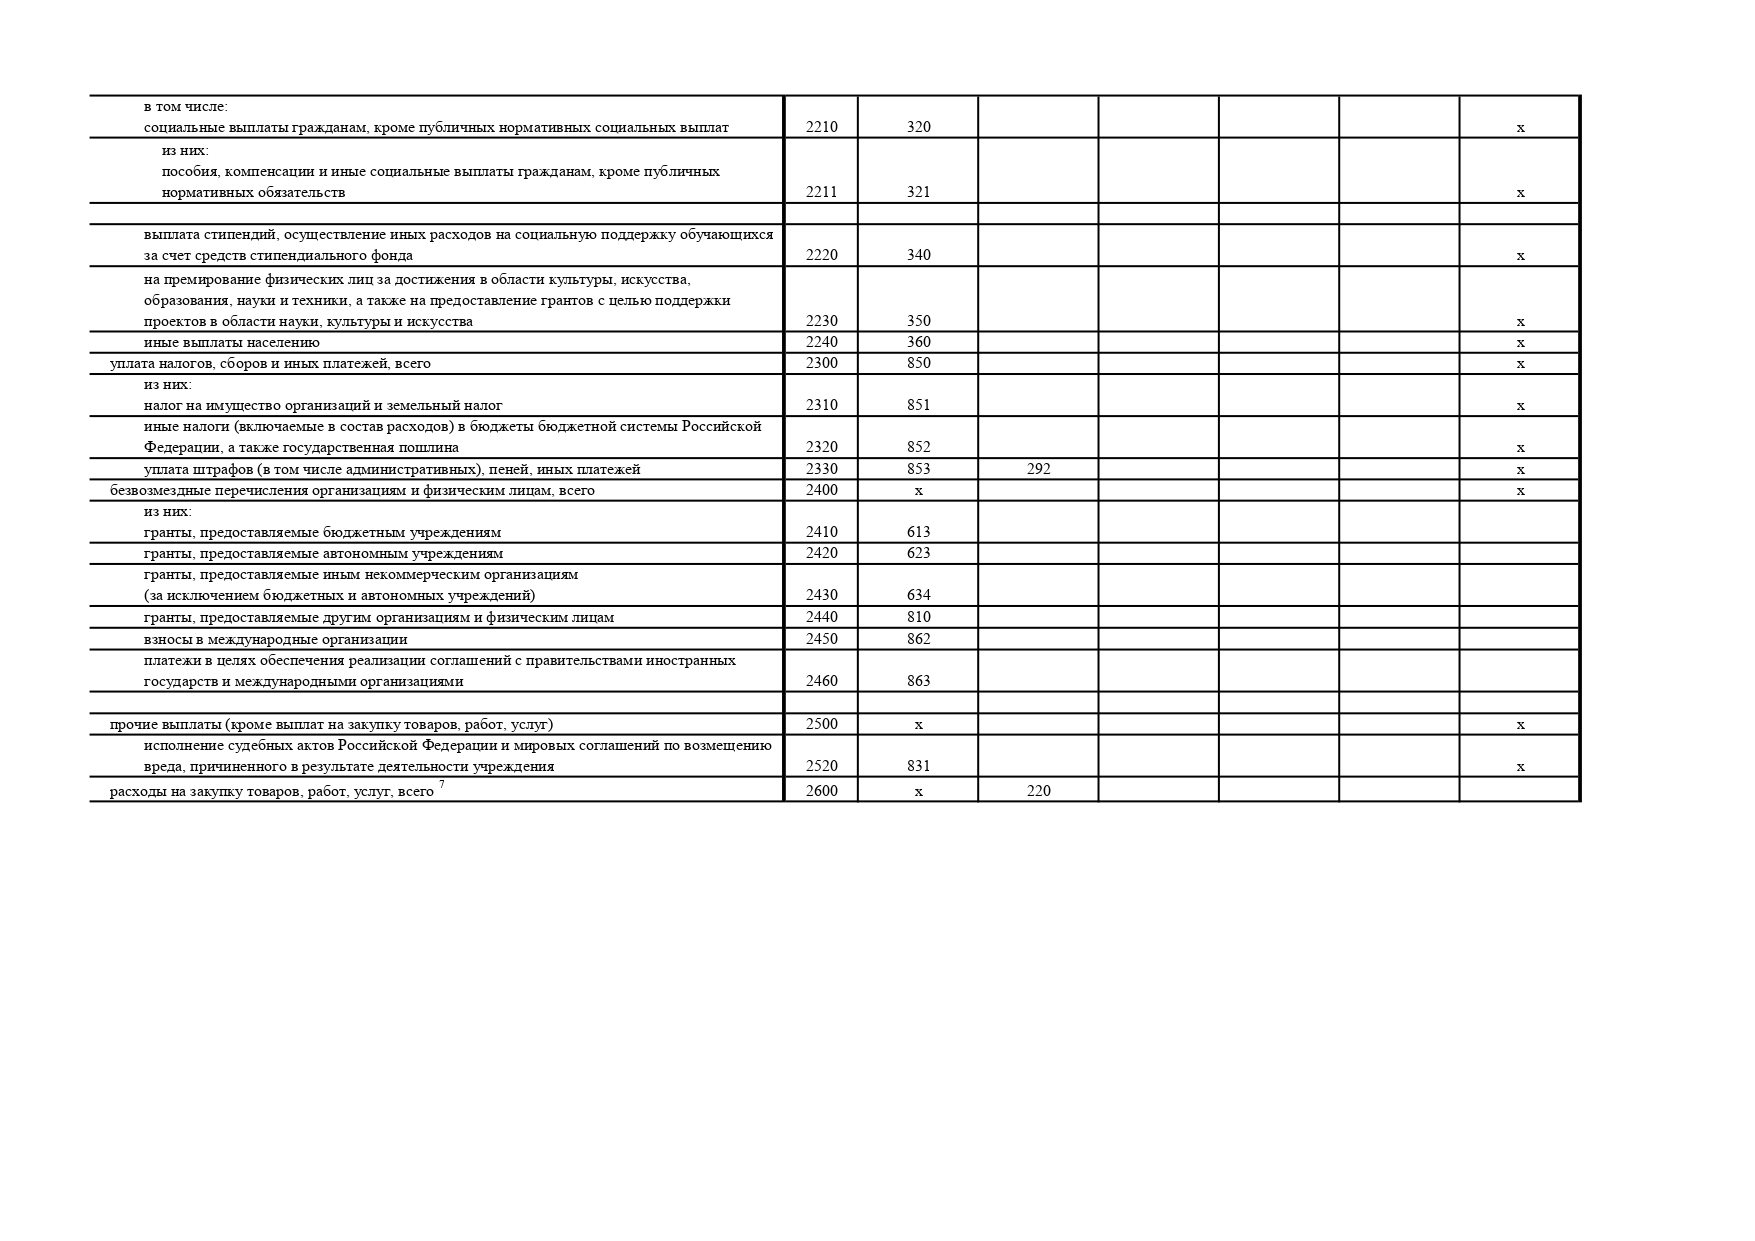 в том числе:
социальные выплаты гражданам, кроме публичных нормативных социальных выплат 2210 320 x
из них:
пособия, компенсации и иные социальные выплаты гражданам, кроме публичных
нормативных обязательств 2211 321 x
выплата стипендий, осуществление иных расходов на социальную поддержку обучающихся
за счет средств стипендиального фонда 2220 340 x
на премирование физических лиц за достижения в области культуры, искусства,
образования, науки и техники, а также на предоставление грантов с целью поддержки
проектов в области науки, культуры и искусства 2230 350 x
иные выплаты населению 2240 360 x
уплата налогов, сборов и иных платежей, всего 2300 850 x
из них:
налог на имущество организаций и земельный налог 2310 851 x
иные налоги (включаемые в состав расходов) в бюджеты бюджетной системы Российской
Федерации, а также государственная пошлина 2320 852 x
уплата штрафов (в том числе административных), пеней, иных платежей 2330 853 292 x
безвозмездные перечисления организациям и физическим лицам, всего 2400 x x
из них:
гранты, предоставляемые бюджетным учреждениям 2410 613
гранты, предоставляемые автономным учреждениям 2420 623
гранты, предоставляемые иным некоммерческим организациям
(за исключением бюджетных и автономных учреждений) 2430 634
гранты, предоставляемые другим организациям и физическим лицам 2440 810
взносы в международные организации 2450 862
платежи в целях обеспечения реализации соглашений с правительствами иностранных
государств и международными организациями 2460 863
прочие выплаты (кроме выплат на закупку товаров, работ, услуг) 2500 x x
исполнение судебных актов Российской Федерации и мировых соглашений по возмещению
вреда, причиненного в результате деятельности учреждения 2520 831 x
расходы на закупку товаров, работ, услуг, всего 7 2600 x 220